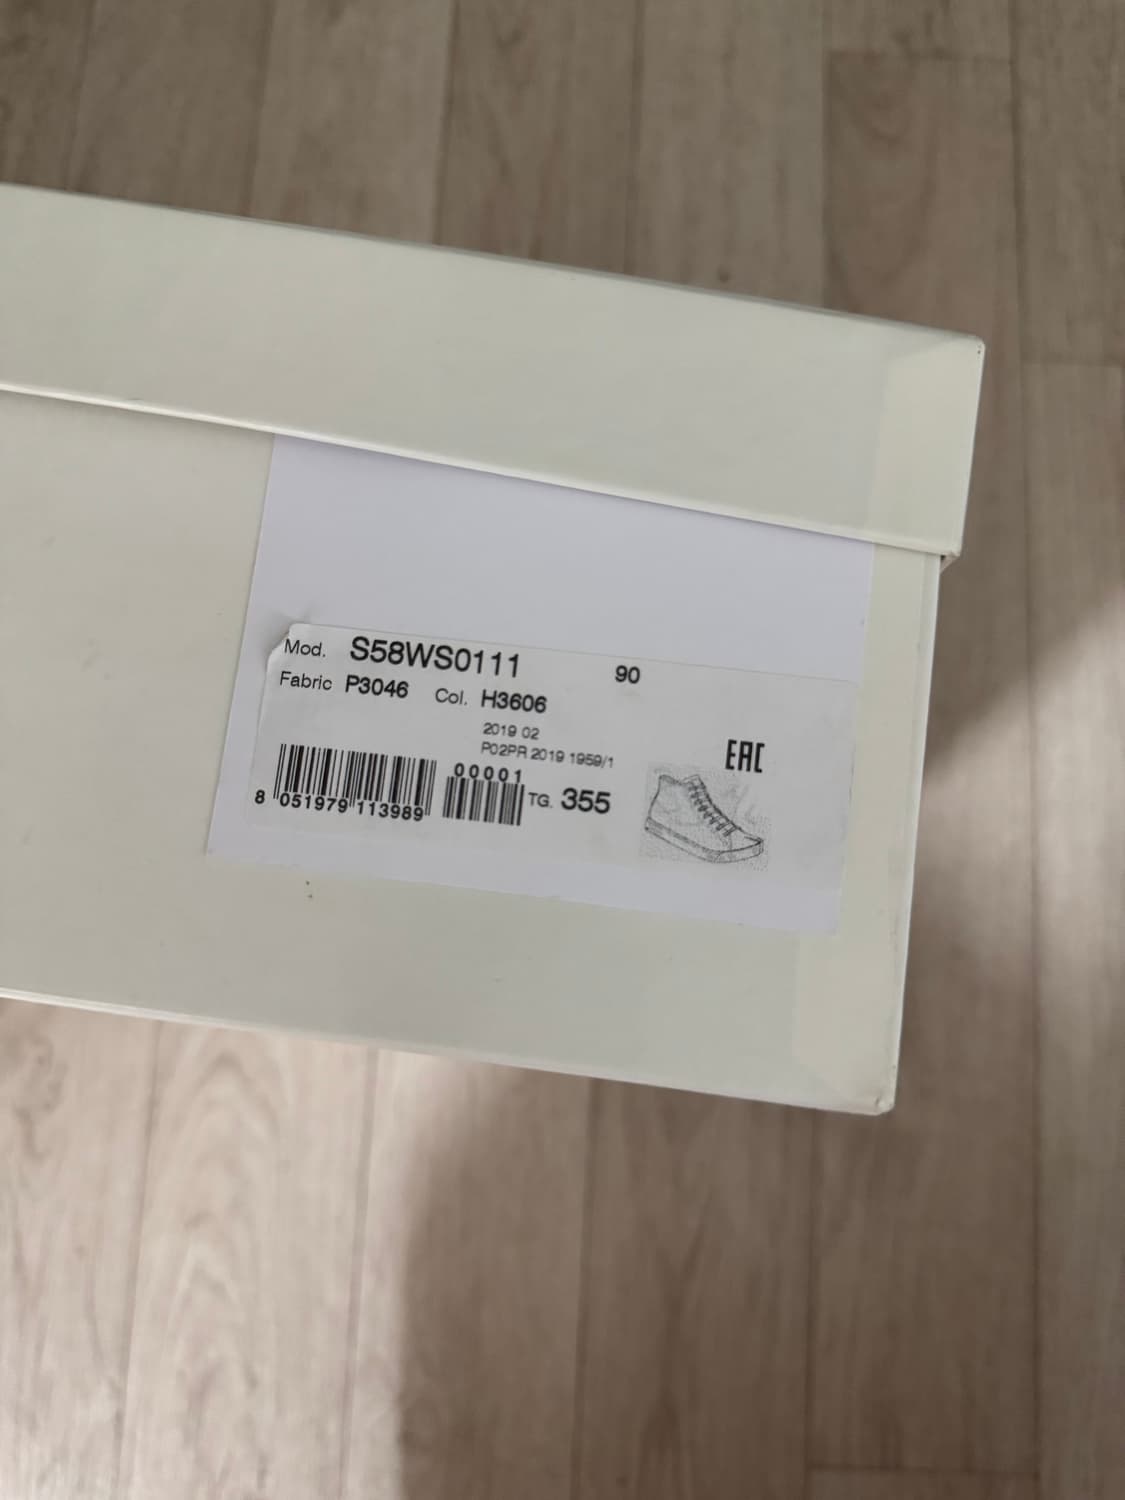 Mod. S58WS0111 90
Fabric P3046 Col. H3606
2019 02
P02PR 2019 1959/1
EAC
00001
8 051979 113989
TG. 355